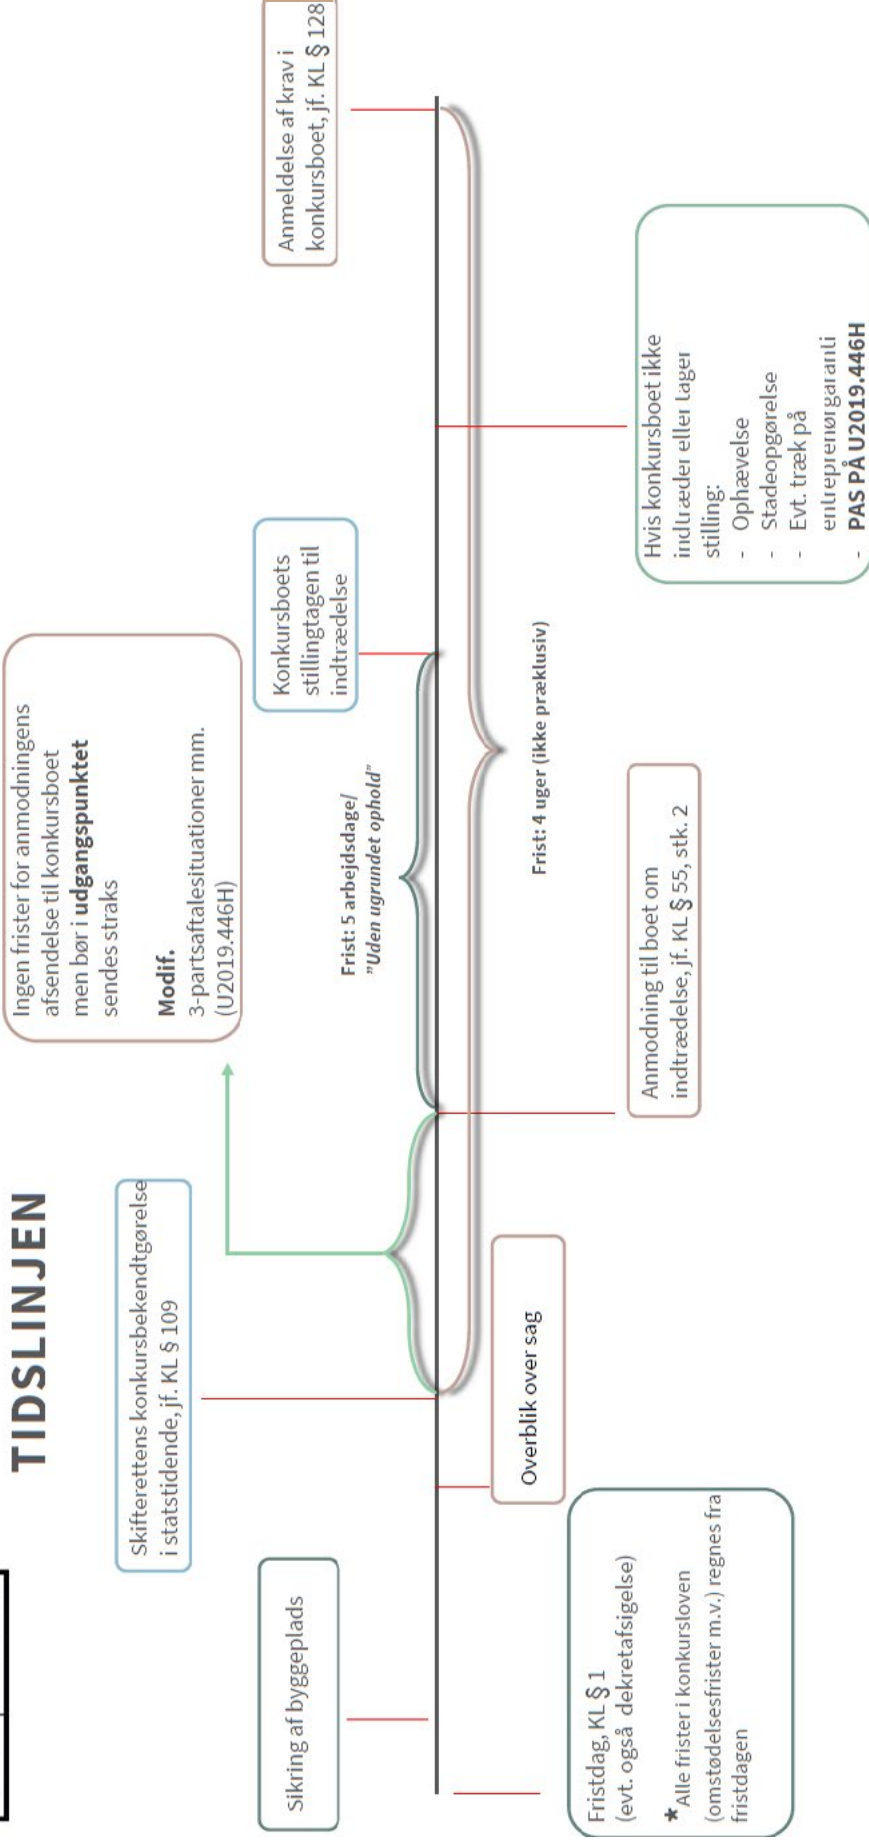 TIDSLINJEN
Ingen frister for anmodningens
afsendelse til konkursboet
men bør i udgangspunktet
sendes straks
Modif.
3-partsaftalesituationer mm.
(U2019.446H)
Skifterettens konkursbekendtgørelse
i statstidende, jf. KL § 109
Sikring af byggeplads
Konkursboets
stillingtagen til
indtrædelse
Anmeldelse af krav i
konkursboet, jf. KL § 128
Frist: 5 arbejdsdage/
”Uden ugrundet ophold”
Frist: 4 uger (ikke præklusiv)
Fristdag, KL § 1
(evt. også dekretafsigelse)
* Alle frister i konkursloven
(omstødelsesfrister m.v.) regnes fra
fristdagen
Overblik over sag
Anmodning til boet om
indtrædelse, jf. KL § 55, stk. 2
Hvis konkursboet ikke
indtræder eller tager
stilling:
- Ophævelse
- Stadeopgørelse
- Evt. træk på
entreprenørgaranti
- PAS PÅ U2019.446H